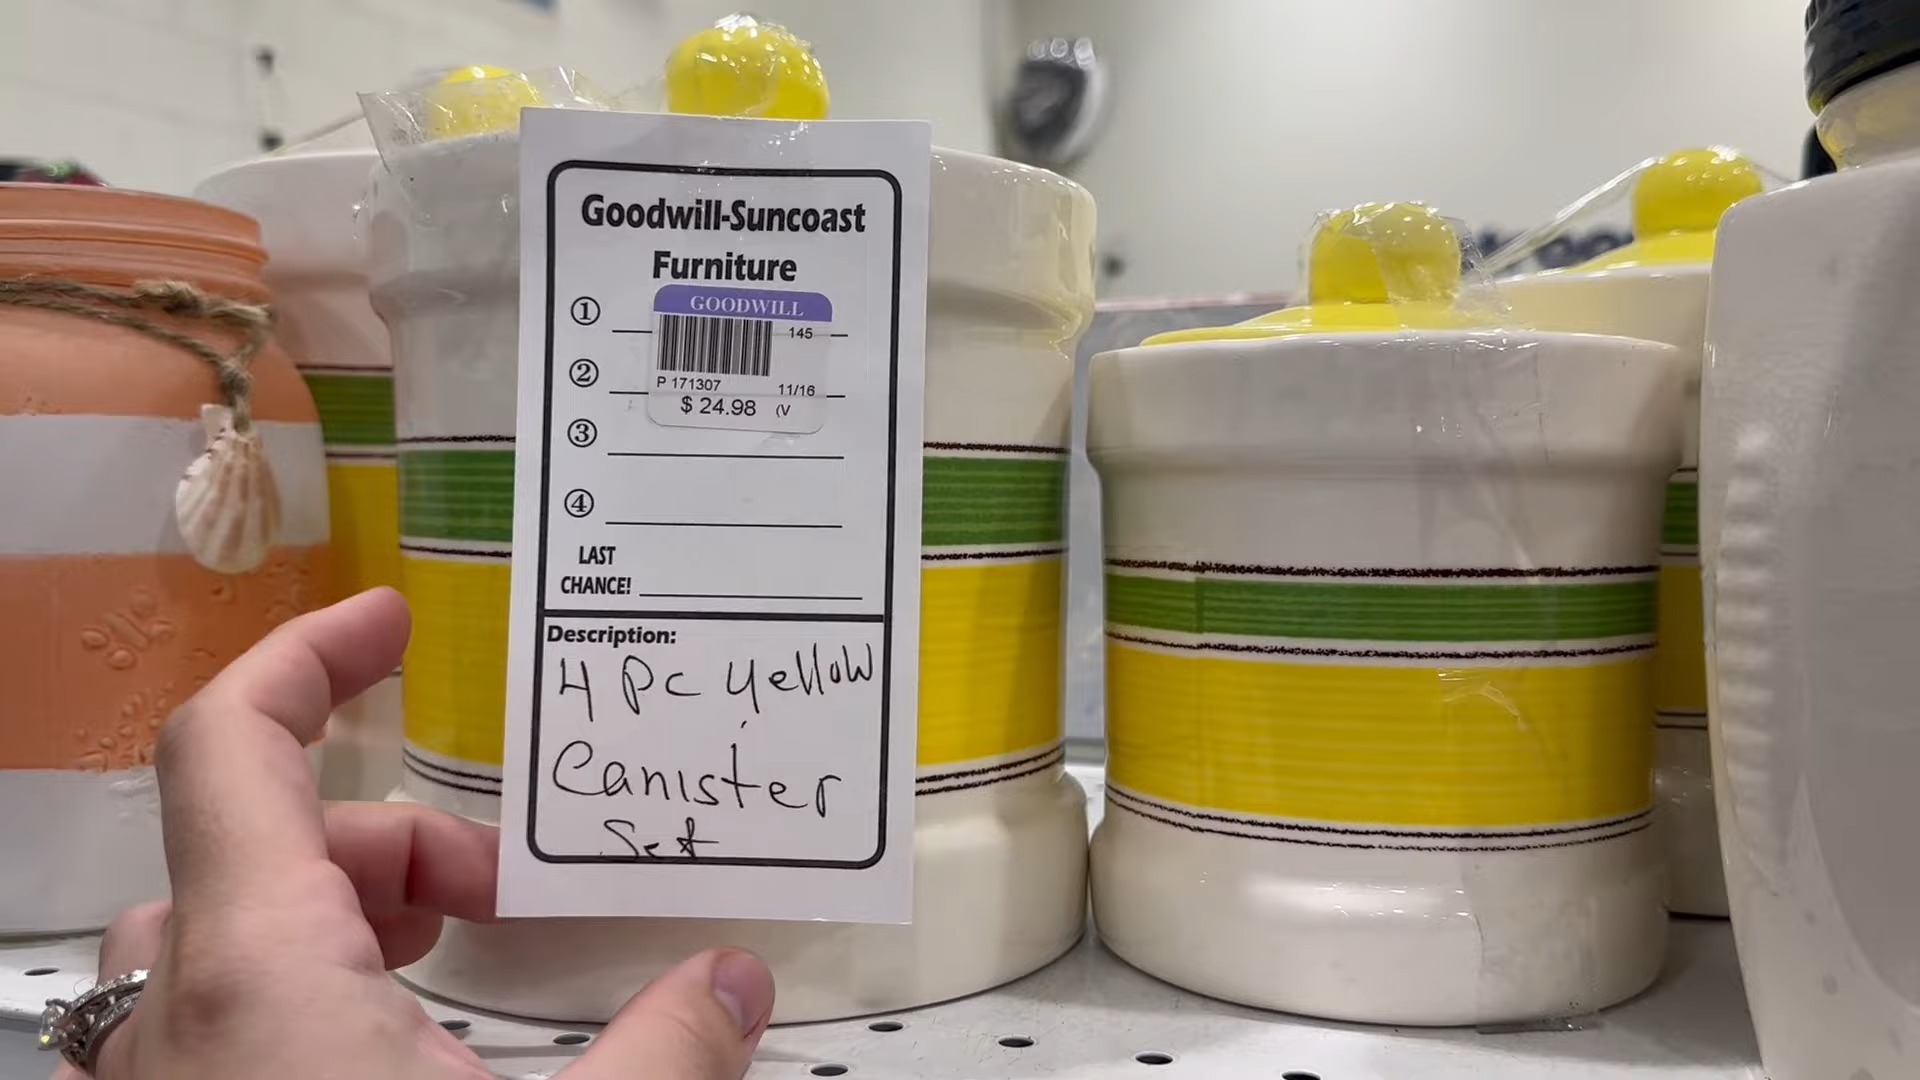 Goodwill-Suncoast
Furniture
①
GOODWILL
145
②
P 171307 11/16
$ 24.98 (V
③
④
LAST
CHANCE!
Description:
4 Pc Yellow
Canister
Set